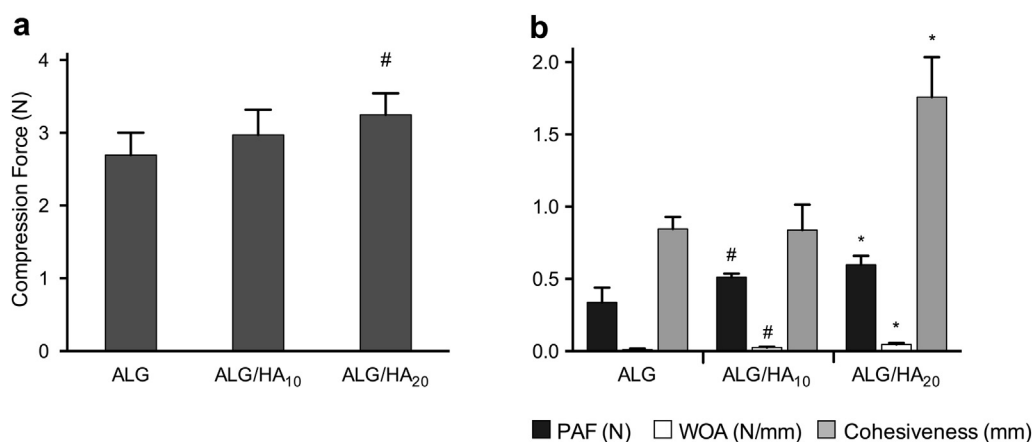 a
Compression Force (N)
4
3
2
1
0
#
ALG
ALG/HA10
ALG/HA20
b
2.0
1.5
1.0
0.5
0.0
#
#
*
*
*
ALG
ALG/HA10
ALG/HA20
PAF (N) WOA (N/mm) Cohesiveness (mm)